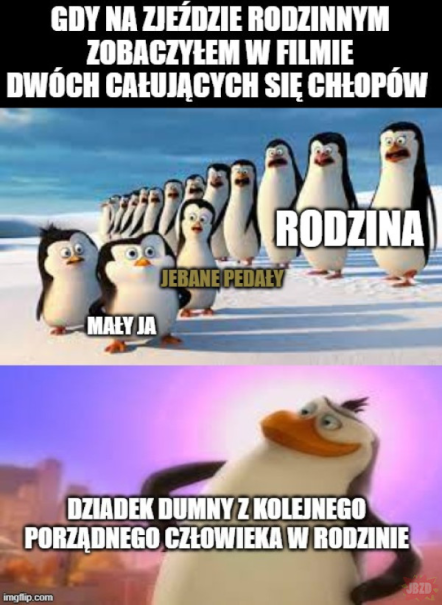 GDY NA ZJEŹDZIE RODZINNYM
ZOBACZYŁEM W FILMIE
DWÓCH CAŁUJĄCYCH SIĘ CHŁOPÓW
RODZINA
JEBANE PEDAŁY
MAŁY JA
DZIADEK DUMNY Z KOLEJNEGO
PORZĄDNEGO CZŁOWIEKA W RODZINIE
JBZD
imgflip.com